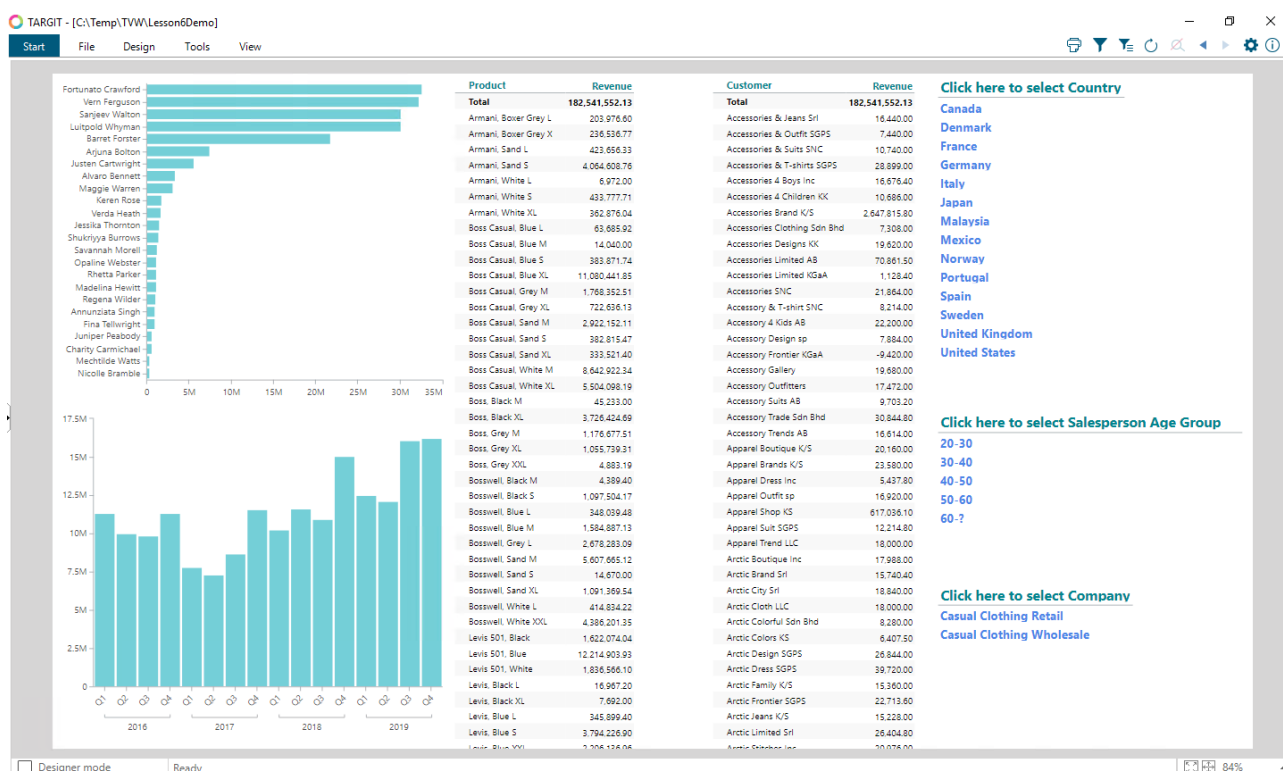 TARGIT - [C:\Temp\TVW\Lesson6Demo]
Start File Design Tools View
Fortunato Crawford
Vern Ferguson
Sanjeev Walton
Luitpold Whyman
Barret Forster
Arjuna Bolton
Justen Cartwright
Alvaro Bennett
Maggie Warren
Keren Rose
Verda Heath
Jessika Thornton
Shukriyya Burrows
Savannah Morell
Opaline Webster
Rhetta Parker
Madelina Hewitt
Regena Wilder
Annunziata Singh
Fina Tellwright
Juniper Peabody
Charity Carmichael
Mechtilde Watts
Nicolle Bramble
0 5M 10M 15M 20M 25M 30M 35M
17.5M
15M
12.5M
10M
7.5M
5M
2.5M
0
Q1 Q2 Q3 Q4 Q1 Q2 Q3 Q4 Q1 Q2 Q3 Q4 Q1 Q2 Q3 Q4
2016 2017 2018 2019
Product Revenue
Total 182,541,552.13
Armani, Boxer Grey L 203,976.60
Armani, Boxer Grey X 236,536.77
Armani, Sand L 423,656.33
Armani, Sand S 4,064,608.76
Armani, White L 6,972.00
Armani, White S 433,777.71
Armani, White XL 362,876.04
Boss Casual, Blue L 63,685.92
Boss Casual, Blue M 14,040.00
Boss Casual, Blue S 383,871.74
Boss Casual, Blue XL 11,080,441.85
Boss Casual, Grey M 1,768,352.51
Boss Casual, Grey XL 722,636.13
Boss Casual, Sand M 2,922,152.11
Boss Casual, Sand S 382,815.47
Boss Casual, Sand XL 333,521.40
Boss Casual, White M 8,642,922.34
Boss Casual, White XL 5,504,098.19
Boss, Black M 45,233.00
Boss, Black XL 3,726,424.69
Boss, Grey M 1,176,677.51
Boss, Grey XL 1,055,739.31
Boss, Grey XXL 4,883.19
Bosswell, Black M 4,389.40
Bosswell, Black S 1,097,504.17
Bosswell, Blue L 348,039.48
Bosswell, Blue M 1,584,887.13
Bosswell, Grey L 2,678,283.09
Bosswell, Sand M 5,607,665.12
Bosswell, Sand S 14,670.00
Bosswell, Sand XL 1,091,369.54
Bosswell, White L 414,834.22
Bosswell, White XXL 4,386,201.35
Levis 501, Black 1,622,074.04
Levis 501, Blue 12,214,903.93
Levis 501, White 1,836,566.10
Levis, Black L 16,967.20
Levis, Black XL 7,692.00
Levis, Blue L 345,899.40
Levis, Blue S 3,794,226.90
Levis, Blue XXL 2,206,136.06
Customer Revenue
Total 182,541,552.13
Accessories & Jeans Srl 16,440.00
Accessories & Outfit SGPS 7,440.00
Accessories & Suits SNC 10,740.00
Accessories & T-shirts SGPS 28,899.00
Accessories 4 Boys Inc 16,676.40
Accessories 4 Children KK 10,686.00
Accessories Brand K/S 2,647,815.80
Accessories Clothing Sdn Bhd 7,308.00
Accessories Designs KK 19,620.00
Accessories Limited AB 70,861.50
Accessories Limited KGaA 1,128.40
Accessories SNC 21,864.00
Accessory & T-shirt SNC 8,214.00
Accessory 4 Kids AB 22,200.00
Accessory Design sp 7,884.00
Accessory Frontier KGaA -9,420.00
Accessory Gallery 19,680.00
Accessory Outfitters 17,472.00
Accessory Suits AB 9,703.20
Accessory Trade Sdn Bhd 30,844.80
Accessory Trends AB 16,614.00
Apparel Boutique K/S 20,160.00
Apparel Brands K/S 23,580.00
Apparel Dress Inc 5,437.80
Apparel Outfit sp 16,920.00
Apparel Shop KS 617,036.10
Apparel Suit SGPS 12,214.80
Apparel Trend LLC 18,000.00
Arctic Boutique Inc 17,988.00
Arctic Brand Srl 15,740.40
Arctic City Srl 18,840.00
Arctic Cloth LLC 18,000.00
Arctic Colorful Sdn Bhd 8,280.00
Arctic Colors KS 6,407.50
Arctic Design SGPS 26,844.00
Arctic Dress SGPS 39,720.00
Arctic Family K/S 15,360.00
Arctic Frontier SGPS 22,713.60
Arctic Jeans K/S 15,228.00
Arctic Limited Srl 26,404.80
Arctic Stitches Inc 20,076.00
Click here to select Country
Canada
Denmark
France
Germany
Italy
Japan
Malaysia
Mexico
Norway
Portugal
Spain
Sweden
United Kingdom
United States
Click here to select Salesperson Age Group
20-30
30-40
40-50
50-60
60-?
Click here to select Company
Casual Clothing Retail
Casual Clothing Wholesale
Designer mode Ready 84%